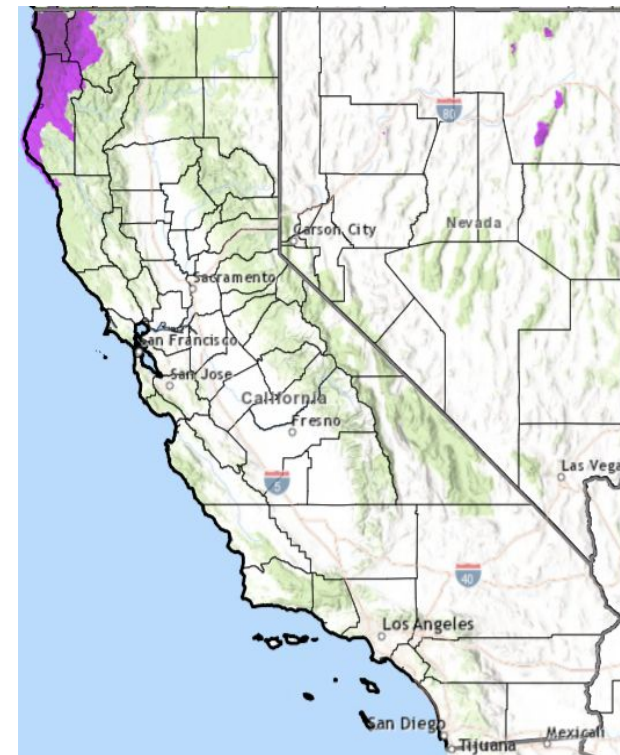 80
Carson City
Nevada
Sacramento
San Francisco
San Jose
California
Fresno
Las Vega
5
40
Los Angeles
San Diego
Mexicali
Tijuana